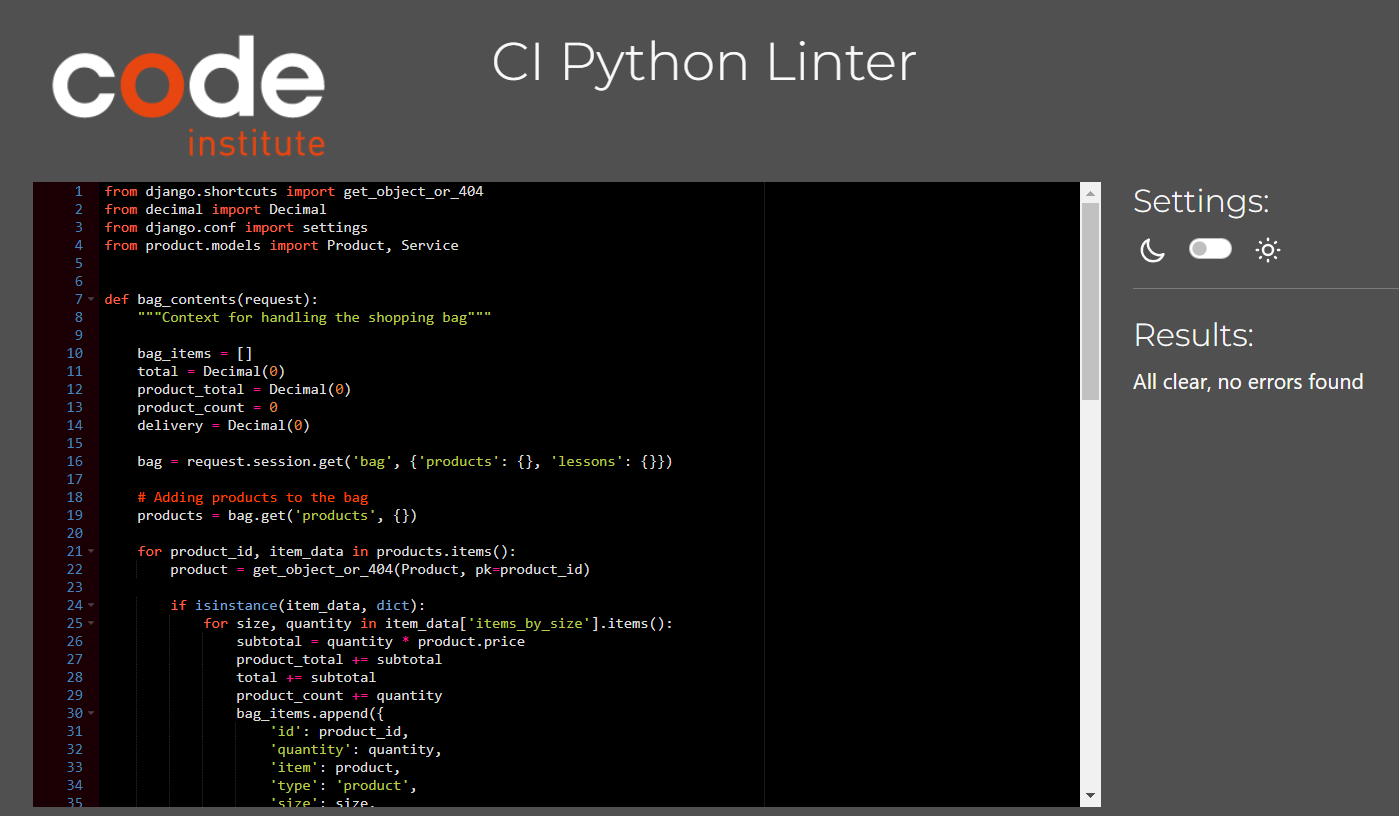 code
institute
CI Python Linter
1 from django.shortcuts import get_object_or_404
2 from decimal import Decimal
3 from django.conf import settings
4 from product.models import Product, Service
5
6
7 def bag_contents(request):
8     """Context for handling the shopping bag"""
9
10     bag_items = []
11     total = Decimal(0)
12     product_total = Decimal(0)
13     product_count = 0
14     delivery = Decimal(0)
15
16     bag = request.session.get('bag', {'products': {}, 'lessons': {}})
17
18     # Adding products to the bag
19     products = bag.get('products', {})
20
21     for product_id, item_data in products.items():
22         product = get_object_or_404(Product, pk=product_id)
23
24         if isinstance(item_data, dict):
25             for size, quantity in item_data['items_by_size'].items():
26                 subtotal = quantity * product.price
27                 product_total += subtotal
28                 total += subtotal
29                 product_count += quantity
30                 bag_items.append({
31                     'id': product_id,
32                     'quantity': quantity,
33                     'item': product,
34                     'type': 'product',
35                     'size': size,
Settings:
Results:
All clear, no errors found